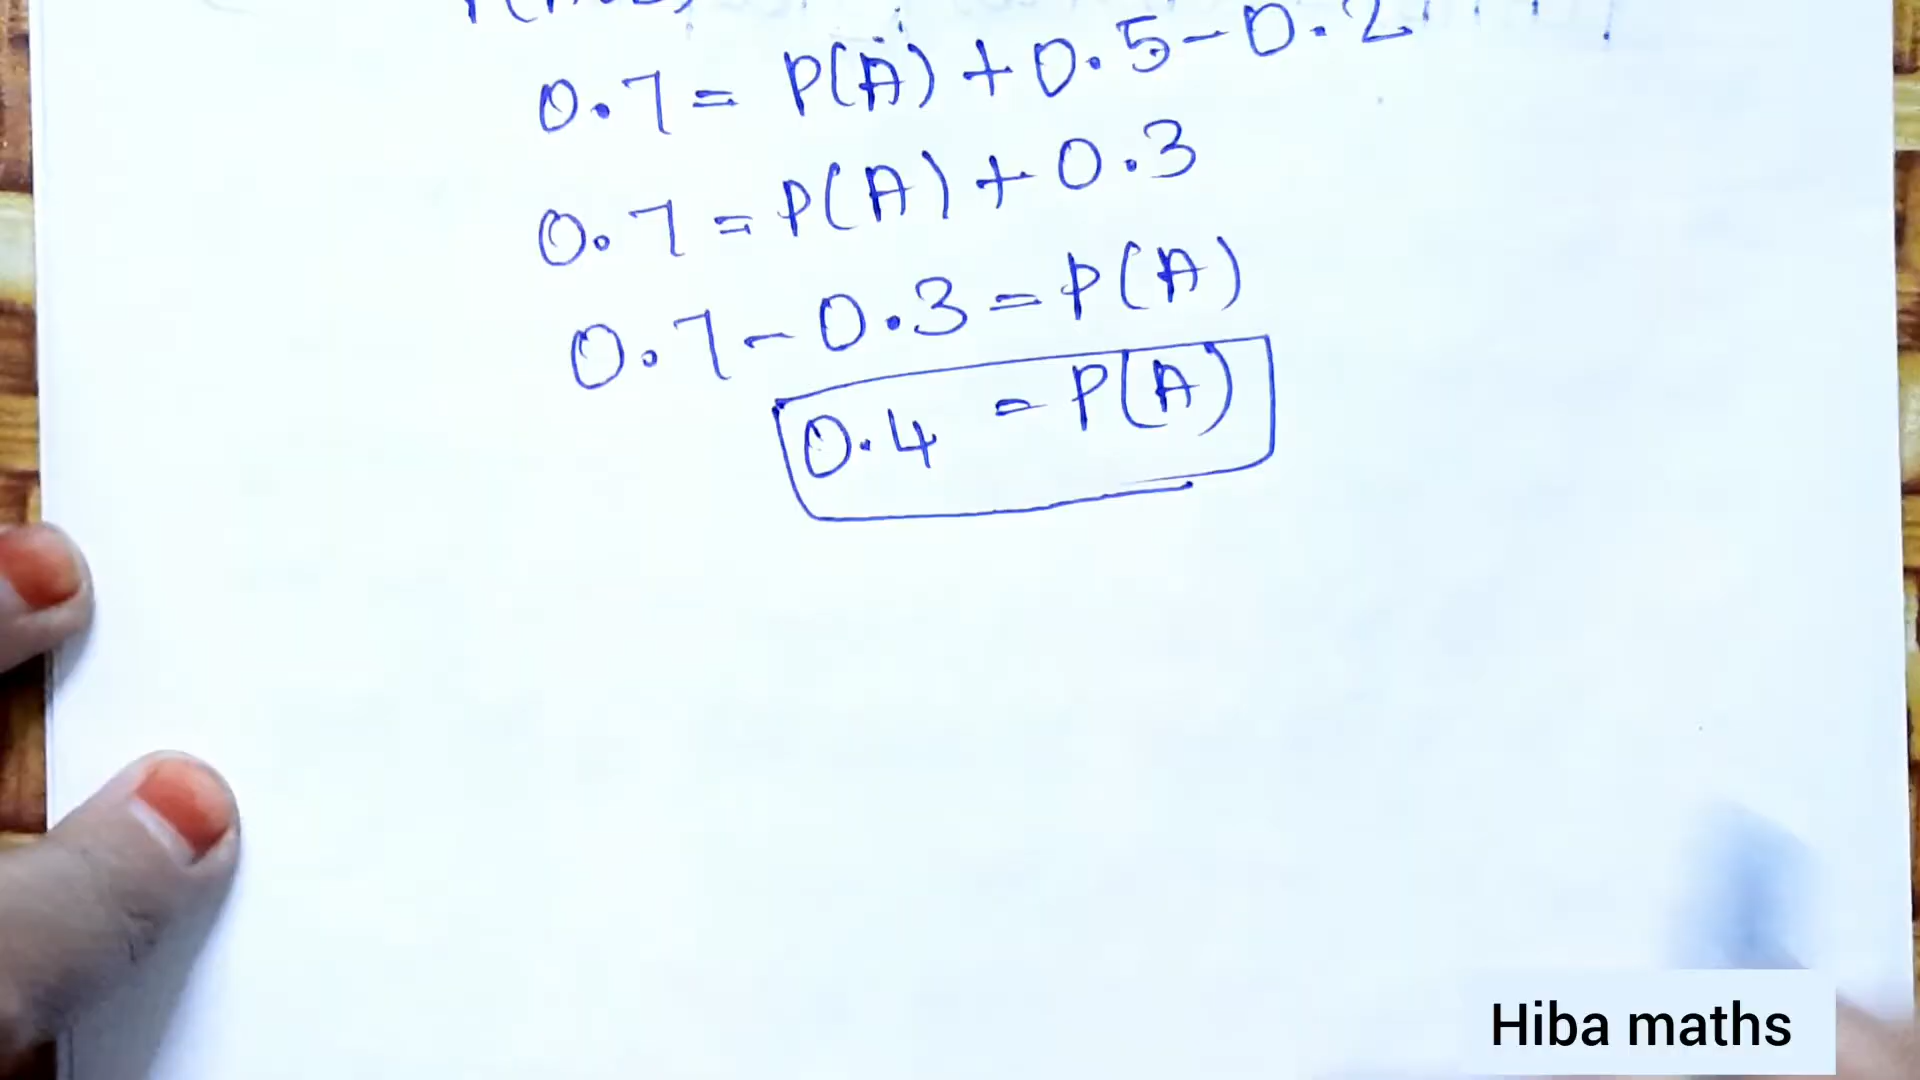 0.7 = P(A) + 0.5 - 0.2
0.7 = P(A) + 0.3
0.7 - 0.3 = P(A)
0.4 = P(A)
Hiba maths